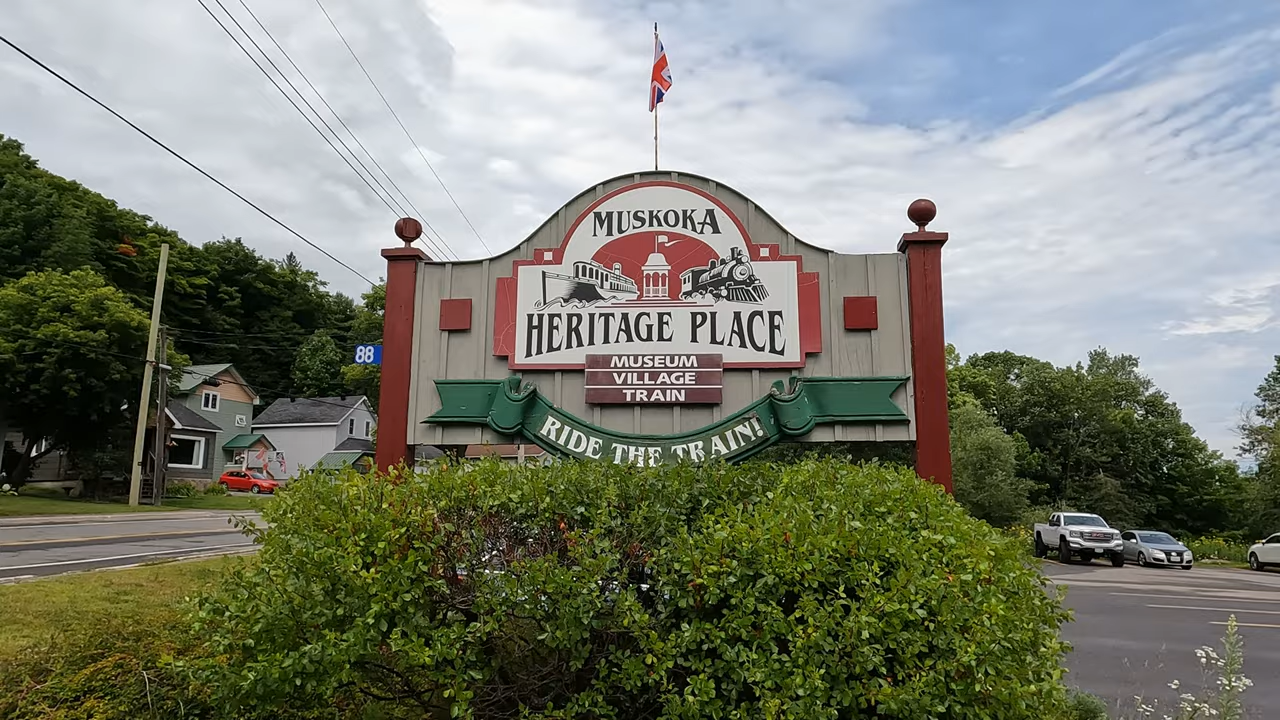 MUSKOKA
HERITAGE PLACE
MUSEUM
VILLAGE
TRAIN
RIDE THE TRAIN!
88